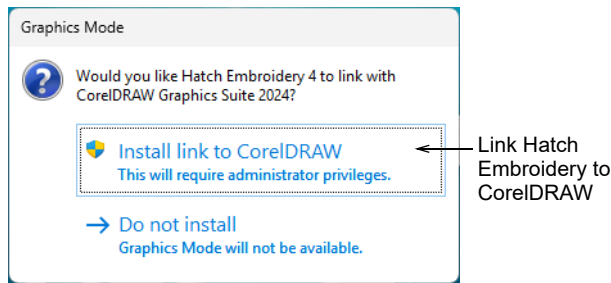 Graphics Mode
Would you like Hatch Embroidery 4 to link with
CorelDRAW Graphics Suite 2024?
Install link to CorelDRAW
This will require administrator privileges.
Do not install
Graphics Mode will not be available.
Link Hatch
Embroidery to
CorelDRAW